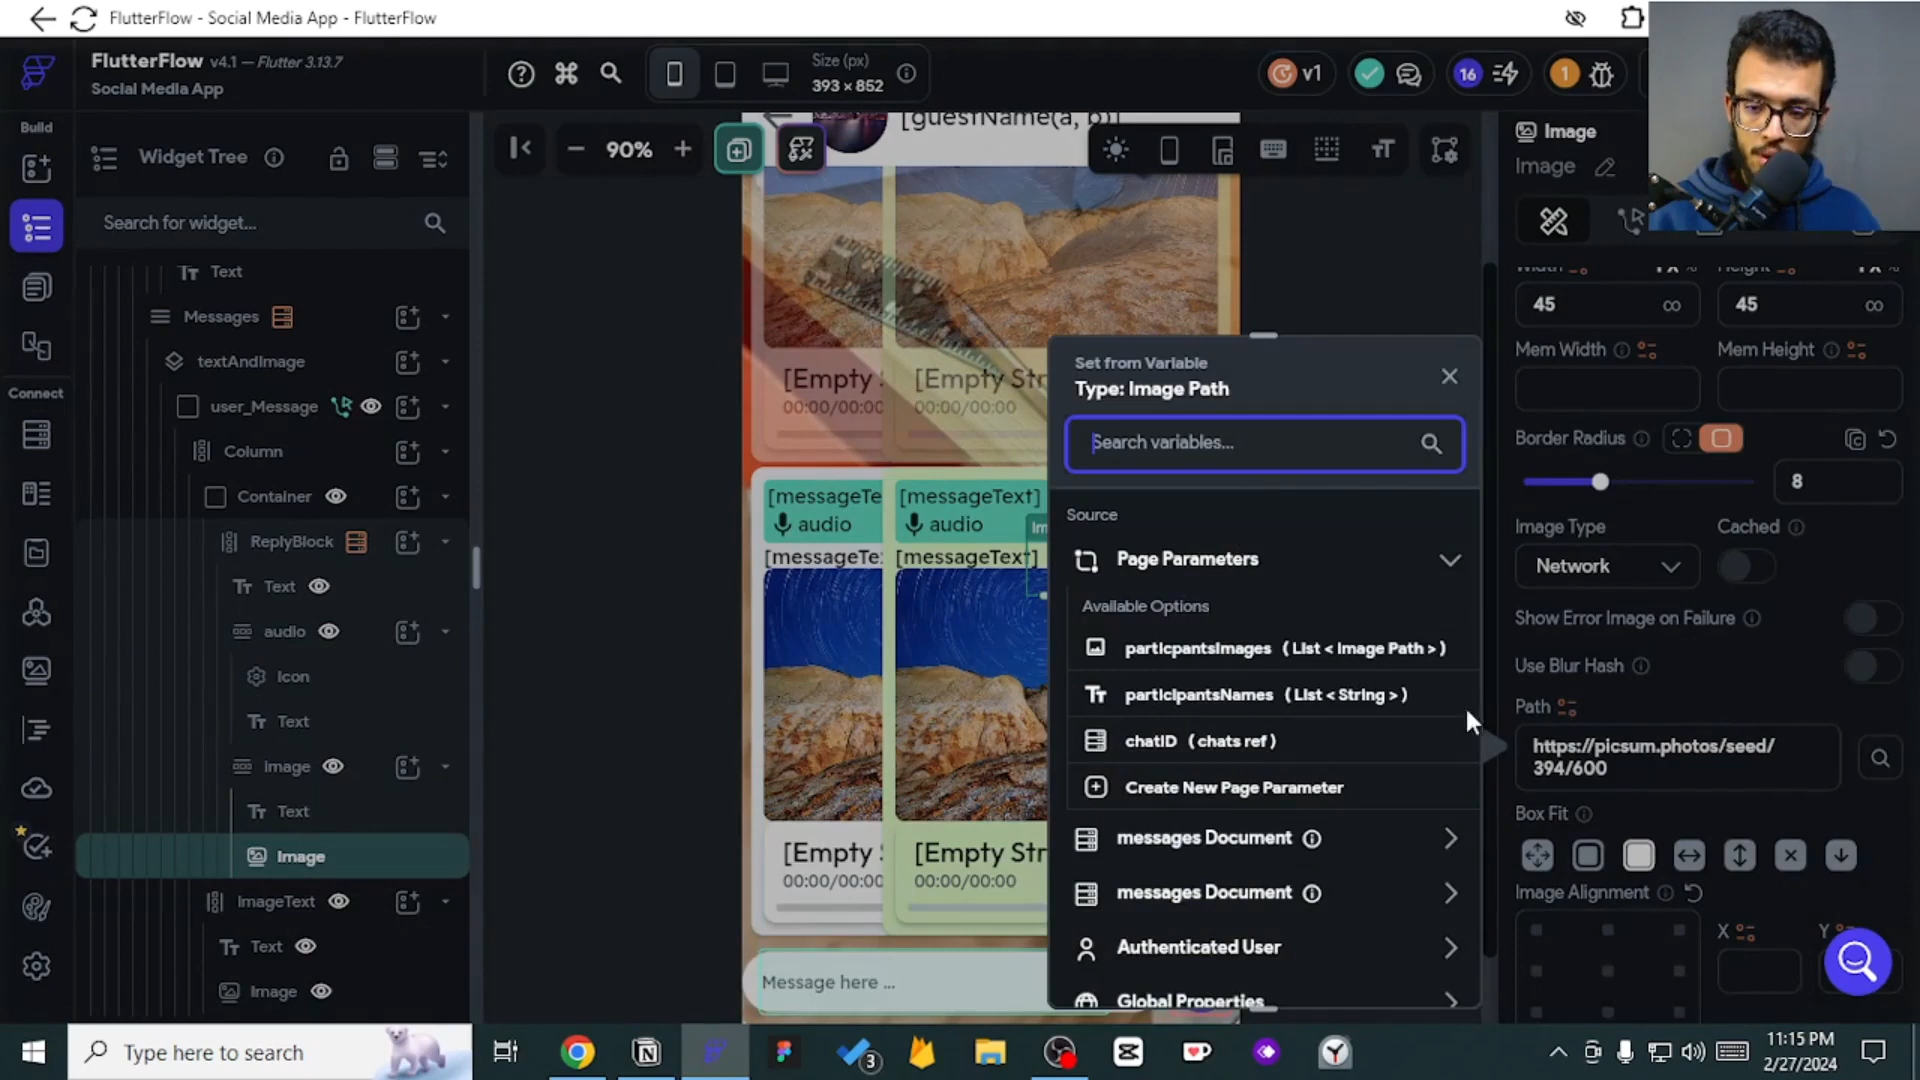 FlutterFlow - Social Media App - FlutterFlow
FlutterFlow v4.1 — Flutter 3.13.7
Social Media App
Size (px)
393 × 852
v1
16
1
Build
Widget Tree
90%
[guestName(a, b)]
Image
Image
Search for widget...
Text
Messages
textAndImage
user_Message
Connect
Column
Container
ReplyBlock
Text
audio
Icon
Text
Image
Text
Image
ImageText
Text
Image
[Empty S
[Empty Str
00:00/00:00
00:00/00:00
[messageTe
[messageText]
audio
audio
[messageTe
[messageText]
[Empty S
[Empty Str
00:00/00:00
00:00/00:00
Message here ...
Set from Variable
Type: Image Path
Search variables...
Source
Page Parameters
Available Options
particpantsImages ( List < Image Path > )
participantsNames ( List < String > )
chatID ( chats ref )
Create New Page Parameter
messages Document
messages Document
Authenticated User
Global Properties
45
45
Mem Width
Mem Height
Border Radius
8
Image Type
Cached
Network
Show Error Image on Failure
Use Blur Hash
Path
https://picsum.photos/seed/
394/600
Box Fit
Image Alignment
X
Y
Type here to search
3
11:15 PM
2/27/2024